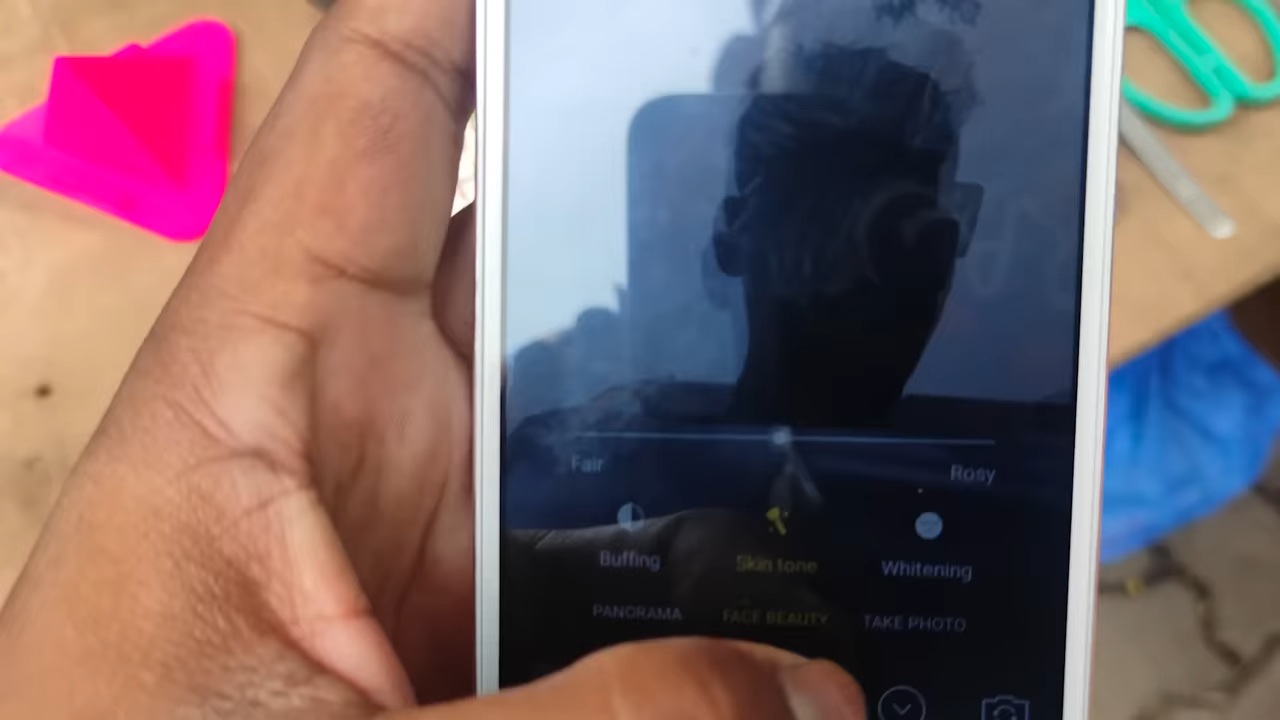 Fair Rosy
Buffing Skin tone Whitening
PANORAMA FACE BEAUTY TAKE PHOTO